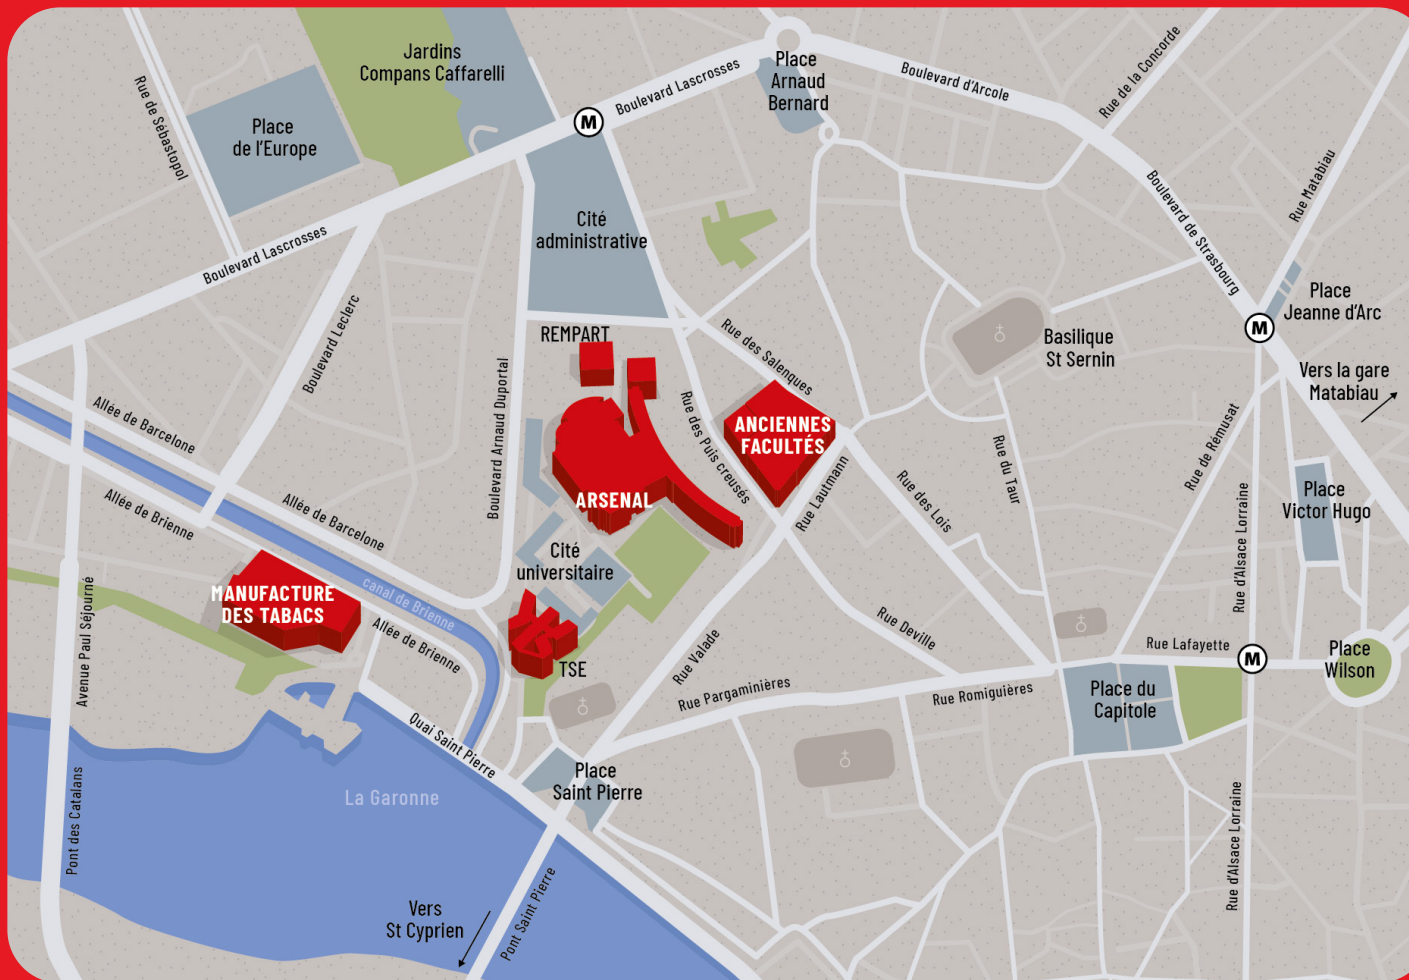 Jardins
Compans Caffarelli
Place
Arnaud
Bernard
Boulevard Lascrosses
Boulevard d'Arcole
Rue de la Concorde
Rue de Sébastopol
Place
de l'Europe
M
Rue Matabiau
Boulevard de Strasbourg
Cité
administrative
Boulevard Lascrosses
Place
Jeanne d'Arc
M
Basilique
St Sernin
REMPART
Rue des Salenques
Boulevard Leclerc
Vers la gare
Matabiau
Boulevard Arnaud Duportal
Allée de Barcelone
Rue des Puis creusés
ANCIENNES
FACULTÉS
Rue de Rémusat
Rue du Taur
ARSENAL
Rue Lautmann
Rue des Lois
Place
Victor Hugo
Allée de Brienne
Allée de Barcelone
Rue d'Alsace Lorraine
Cité
universitaire
canal de Brienne
MANUFACTURE
DES TABACS
Avenue Paul Séjourné
Allée de Brienne
Rue Deville
Rue Valade
TSE
Rue Lafayette
M
Place
Wilson
Rue Pargaminières
Rue Romiguières
Place du
Capitole
Quai Saint Pierre
Place
Saint Pierre
La Garonne
Pont des Catalans
Rue d'Alsace Lorraine
Vers
St Cyprien
Pont Saint Pierre